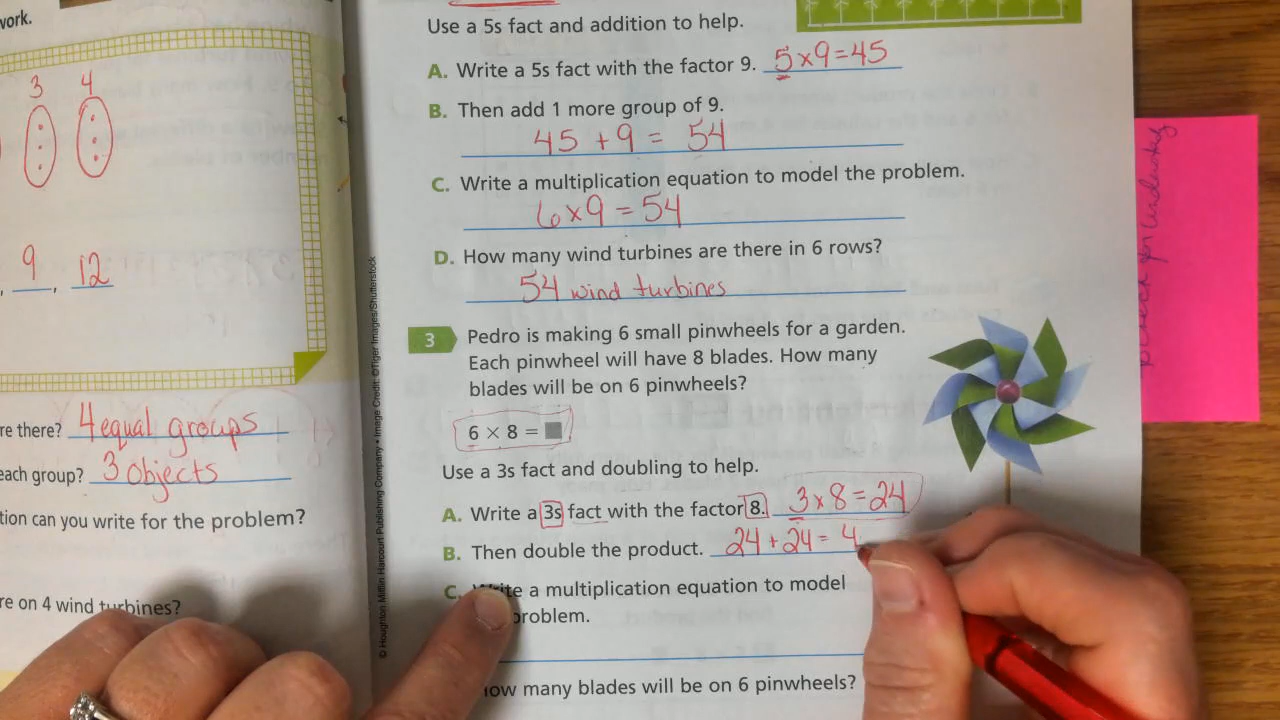 work.
3 4
9, 12
re there? 4 equal groups
each group? 3 objects
tion can you write for the problem?
re on 4 wind turbines?
© Houghton Mifflin Harcourt Publishing Company • Image Credit: ©Tiger Images/Shutterstock
Use a 5s fact and addition to help.
A. Write a 5s fact with the factor 9. 5 x 9 = 45
B. Then add 1 more group of 9.
45 + 9 = 54
C. Write a multiplication equation to model the problem.
6 x 9 = 54
D. How many wind turbines are there in 6 rows?
54 wind turbines
3 Pedro is making 6 small pinwheels for a garden.
Each pinwheel will have 8 blades. How many
blades will be on 6 pinwheels?
6 × 8 = ■
Use a 3s fact and doubling to help.
A. Write a 3s fact with the factor 8. 3 x 8 = 24
B. Then double the product. 24 + 24 = 4
C. Write a multiplication equation to model
problem.
How many blades will be on 6 pinwheels?
check for